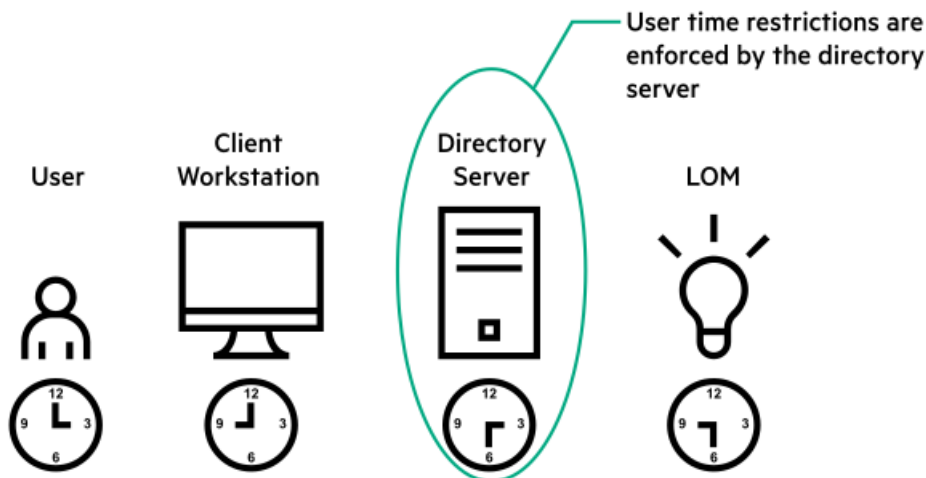 User time restrictions are
enforced by the directory
server
User
Client
Workstation
Directory
Server
LOM
12
9
3
6
12
9
3
6
12
9
3
6
12
9
3
6